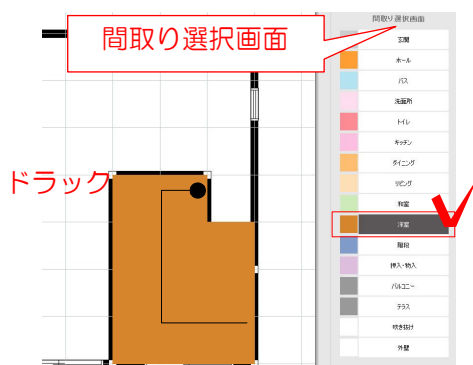 間取り選択画面
間取り選択画面
玄関
ホール
バス
洗面所
トイレ
キッチン
ダイニング
リビング
和室
ドラック
洋室
階段
押入・物入
バルコニー
テラス
吹き抜け
外壁